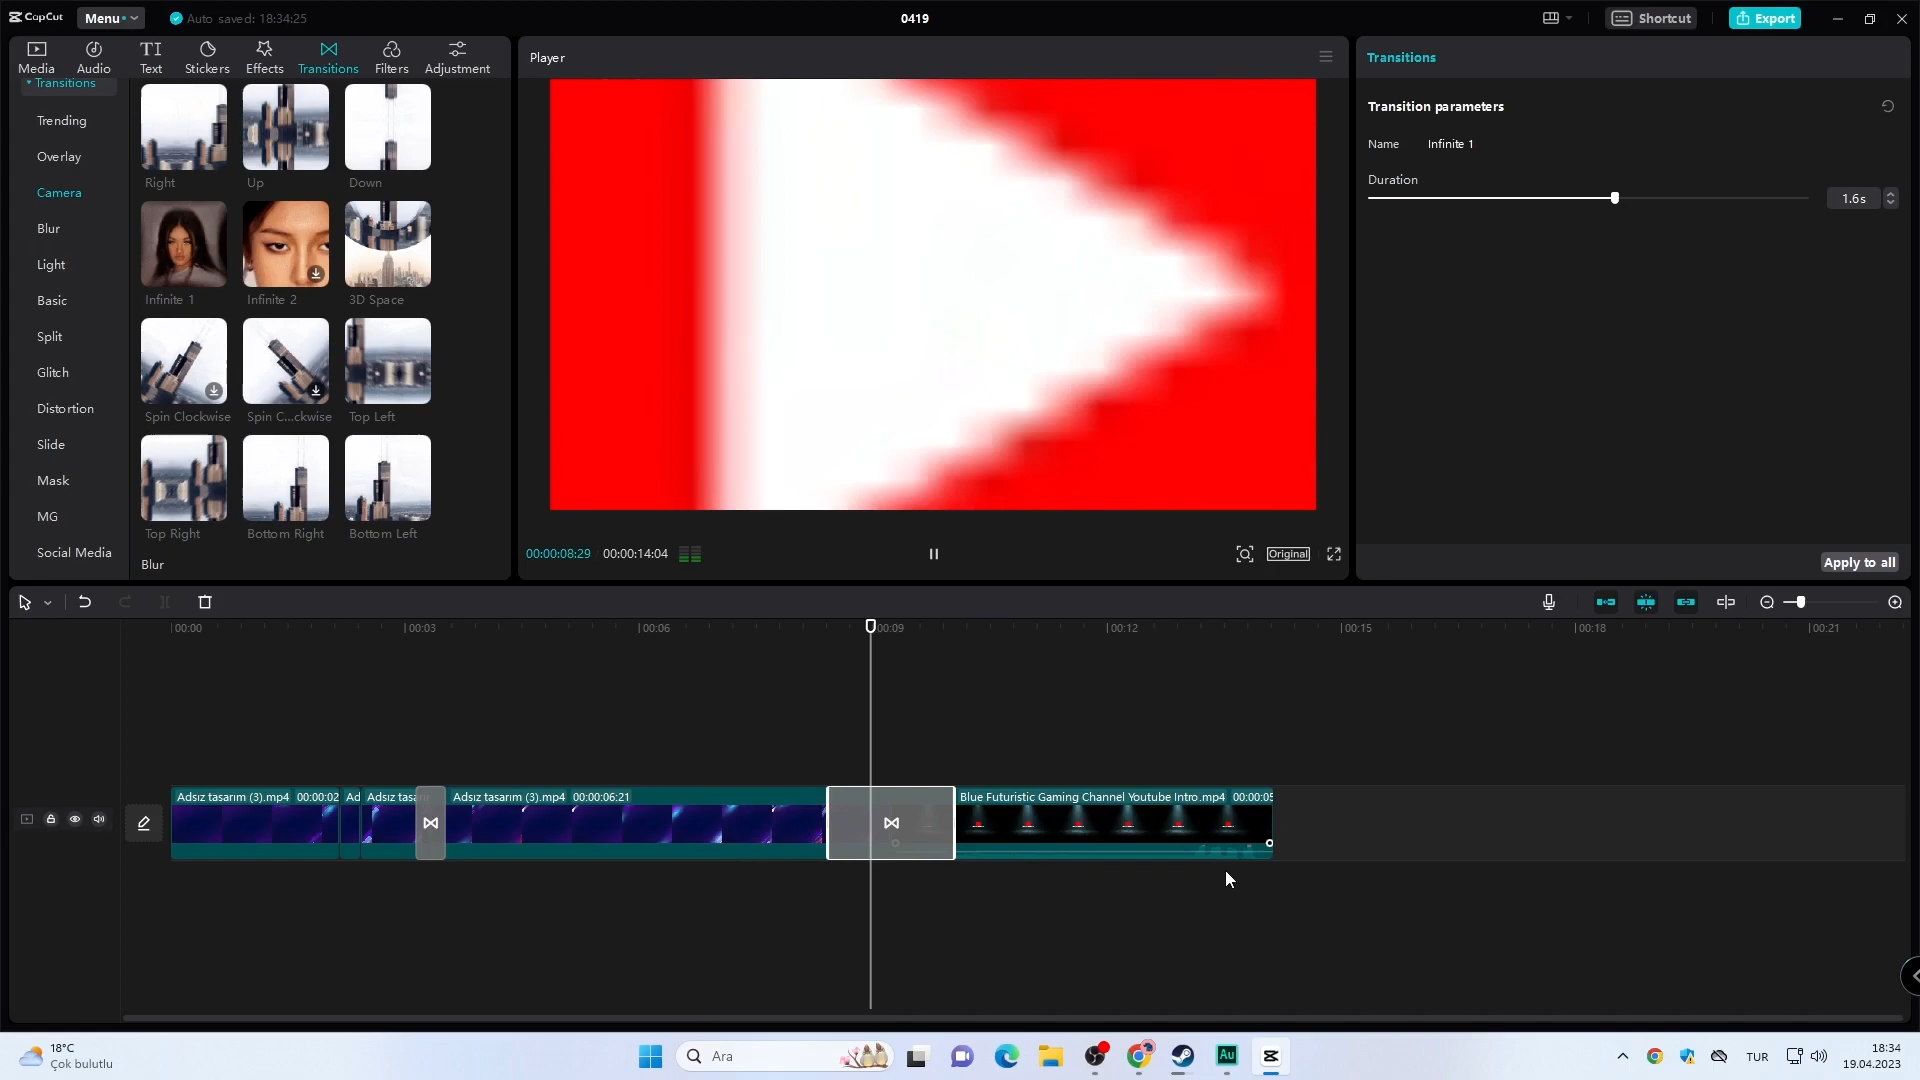 CapCut
Menu
Auto saved: 18:34:25
0419
Shortcut
Export
Media
Audio
Text
Stickers
Effects
Transitions
Filters
Adjustment
Transitions
Trending
Overlay
Camera
Blur
Light
Basic
Split
Glitch
Distortion
Slide
Mask
MG
Social Media
Right
Up
Down
Infinite 1
Infinite 2
3D Space
Spin Clockwise
Spin C...ckwise
Top Left
Top Right
Bottom Right
Bottom Left
Blur
Player
00:00:08:29
00:00:14:04
Original
Transitions
Transition parameters
Name
Infinite 1
Duration
1.6s
Apply to all
00:00
00:03
00:06
00:09
00:12
00:15
00:18
00:21
Adsız tasarım (3).mp4 00:00:02
Ad
Adsız tasarım
Adsız tasarım (3).mp4 00:00:06:21
Blue Futuristic Gaming Channel Youtube Intro.mp4 00:00:05
18°C
Çok bulutlu
Ara
Au
TUR
18:34
19.04.2023